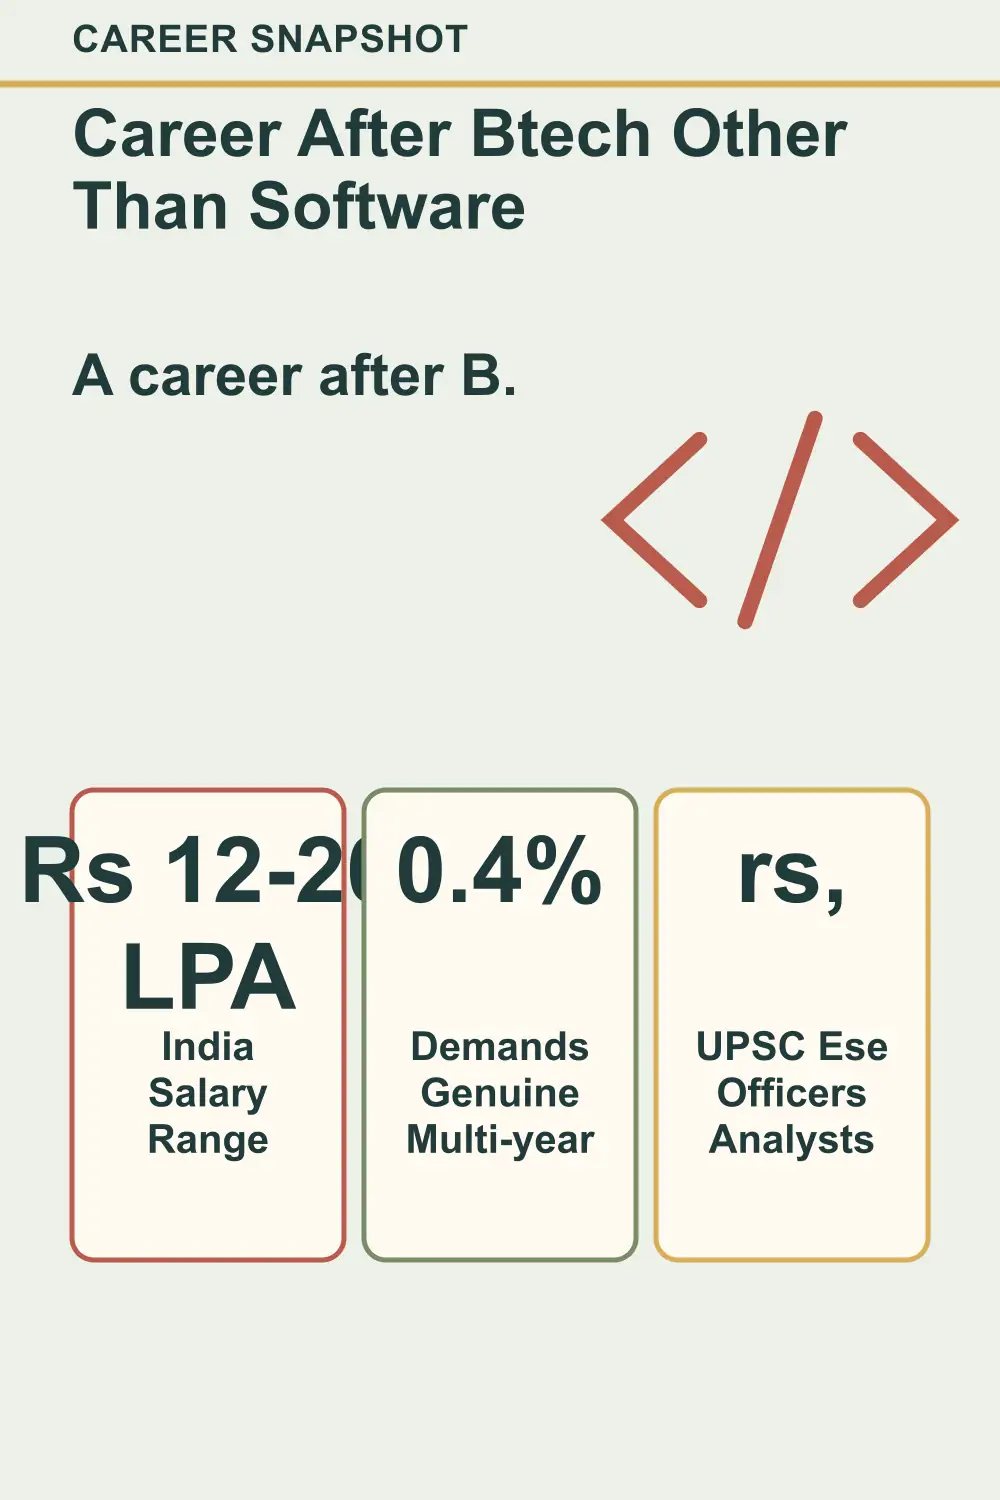 CAREER SNAPSHOT
Career After Btech Other
Than Software
A career after B.
</>
Rs 12-20
LPA
India
Salary
Range
0.4%
Demands
Genuine
Multi-year
rs,
UPSC Ese
Officers
Analysts